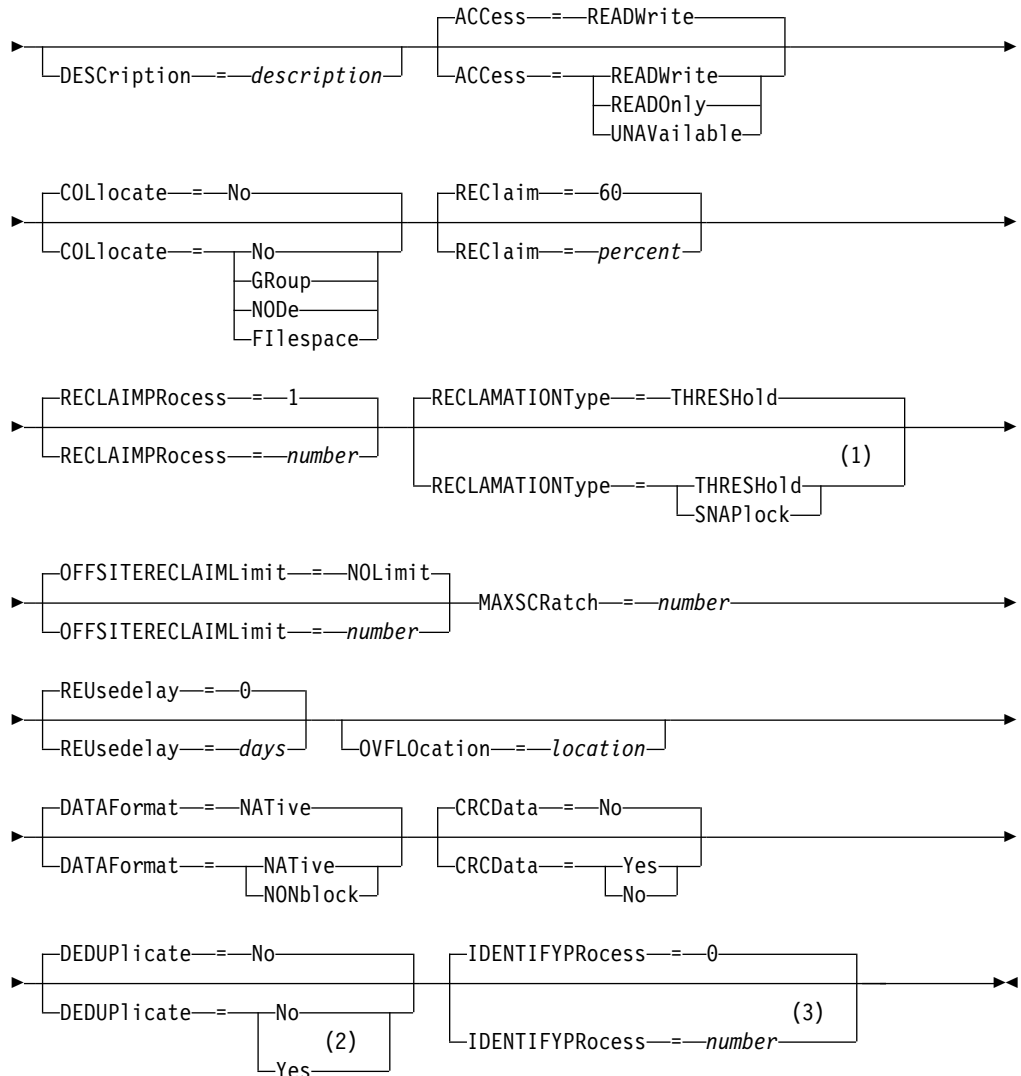 ACCess = READWrite
DESCription = description ACCess = READWrite
READOnly
UNAVailable
COLlocate = No REClaim = 60
COLlocate = No REClaim = percent
GRoup
NODe
FIlespace
RECLAIMPRocess = 1 RECLAMATIONType = THRESHold
RECLAIMPRocess = number (1)
RECLAMATIONType = THRESHold
SNAPlock
OFFSITERECLAIMLimit = NOLimit
MAXSCRatch = number
OFFSITERECLAIMLimit = number
REUsedelay = 0
REUsedelay = days OVFLOcation = location
DATAFormat = NATive CRCData = No
DATAFormat = NATive CRCData = Yes
NONblock No
DEDUPlicate = No IDENTIFYPRocess = 0
DEDUPlicate = No (3)
(2) IDENTIFYPRocess = number
Yes